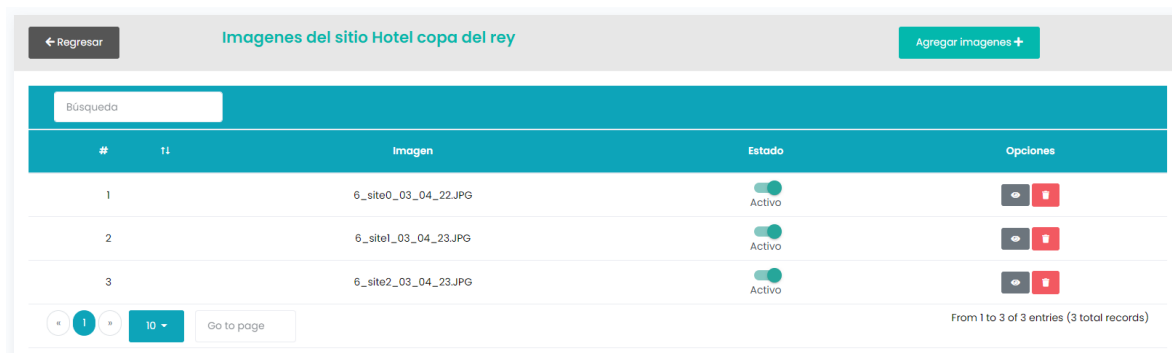 Regresar
Imagenes del sitio Hotel copa del rey
Agregar imagenes
Búsqueda
# Imagen Estado Opciones
1 6_site0_03_04_22.JPG Activo
2 6_site1_03_04_23.JPG Activo
3 6_site2_03_04_23.JPG Activo
« 1 » 10 Go to page From 1 to 3 of 3 entries (3 total records)